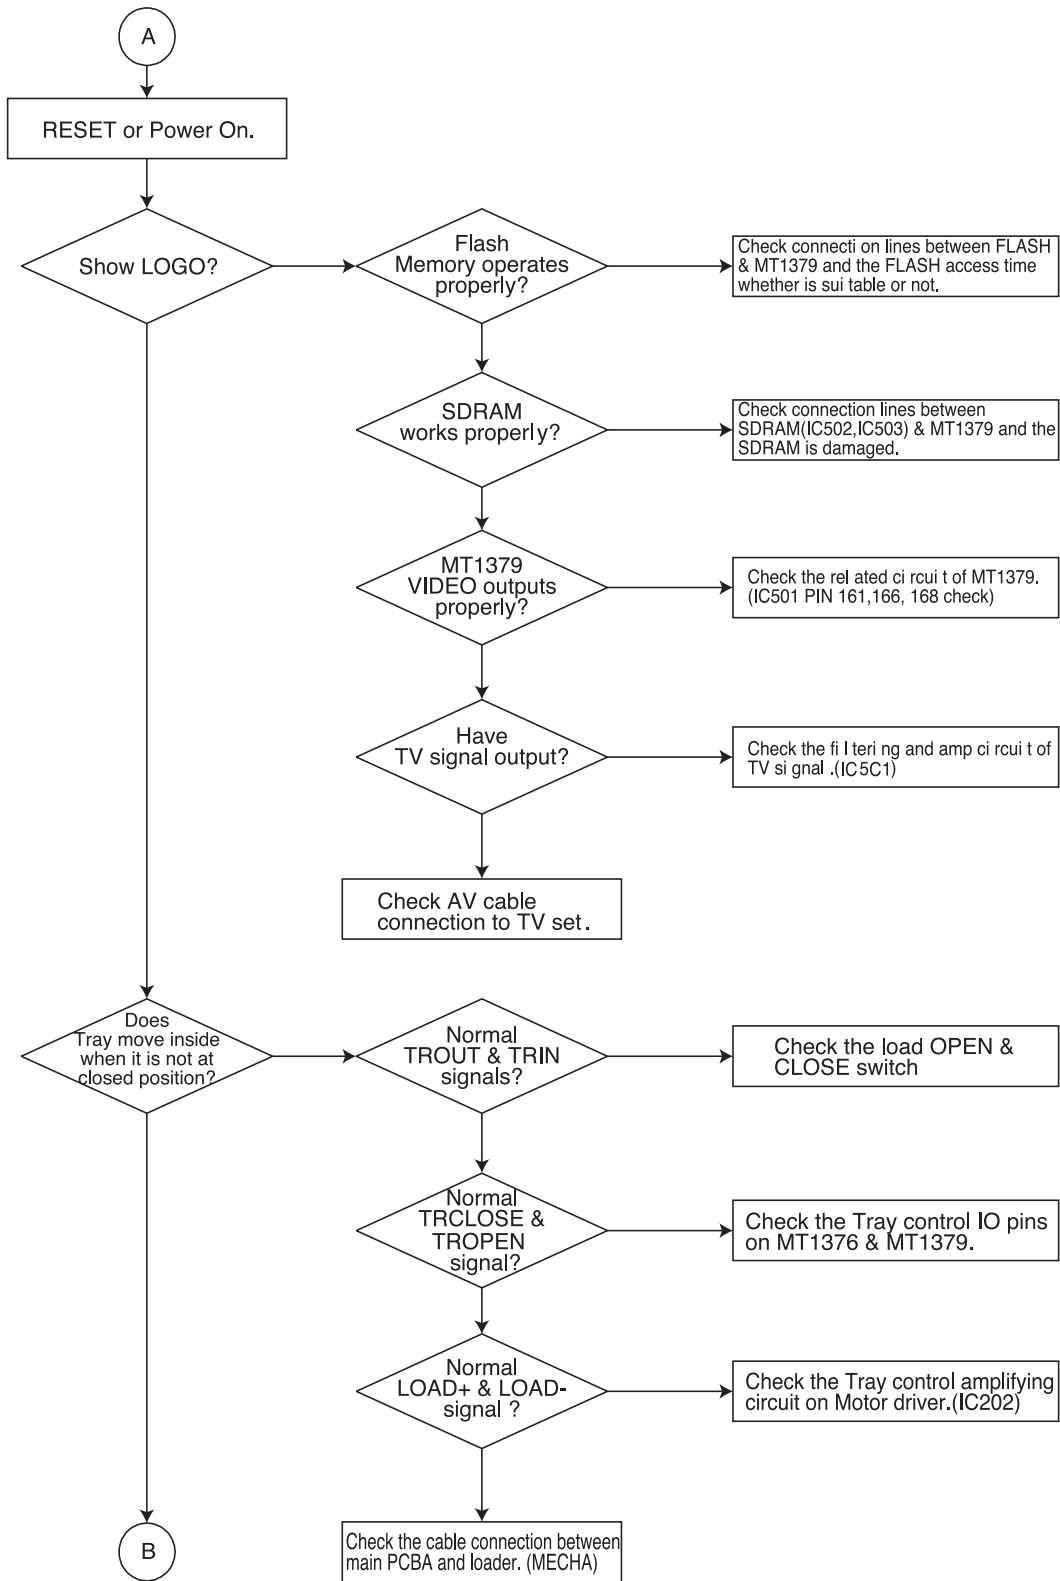 A
RESET or Power On.
Show LOGO?
Flash
Memory operates
properly?
Check connecti on lines between FLASH
& MT1379 and the FLASH access time
whether is sui table or not.
SDRAM
works properly?
Check connection lines between
SDRAM(IC502,IC503) & MT1379 and the
SDRAM is damaged.
MT1379
VIDEO outputs
properly?
Check the rel ated ci rcui t of MT1379.
(IC501 PIN 161,166, 168 check)
Have
TV signal output?
Check the fi l teri ng and amp ci rcui t of
TV si gnal .(IC5C1)
Check AV cable
connection to TV set.
Does
Tray move inside
when it is not at
closed position?
Normal
TROUT & TRIN
signals?
Check the load OPEN &
CLOSE switch
Normal
TRCLOSE &
TROPEN
signal?
Check the Tray control IO pins
on MT1376 & MT1379.
Normal
LOAD+ & LOAD-
signal ?
Check the Tray control amplifying
circuit on Motor driver.(IC202)
B
Check the cable connection between
main PCBA and loader. (MECHA)